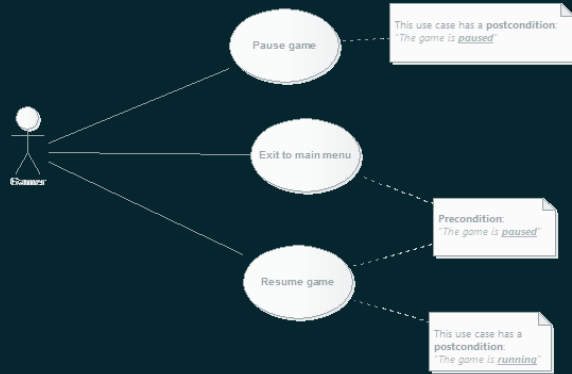 This use case has a postcondition:
"The game is paused"
Pause game
Exit to main menu
Gamer
Precondition:
"The game is paused"
Resume game
This use case has a
postcondition:
"The game is running"